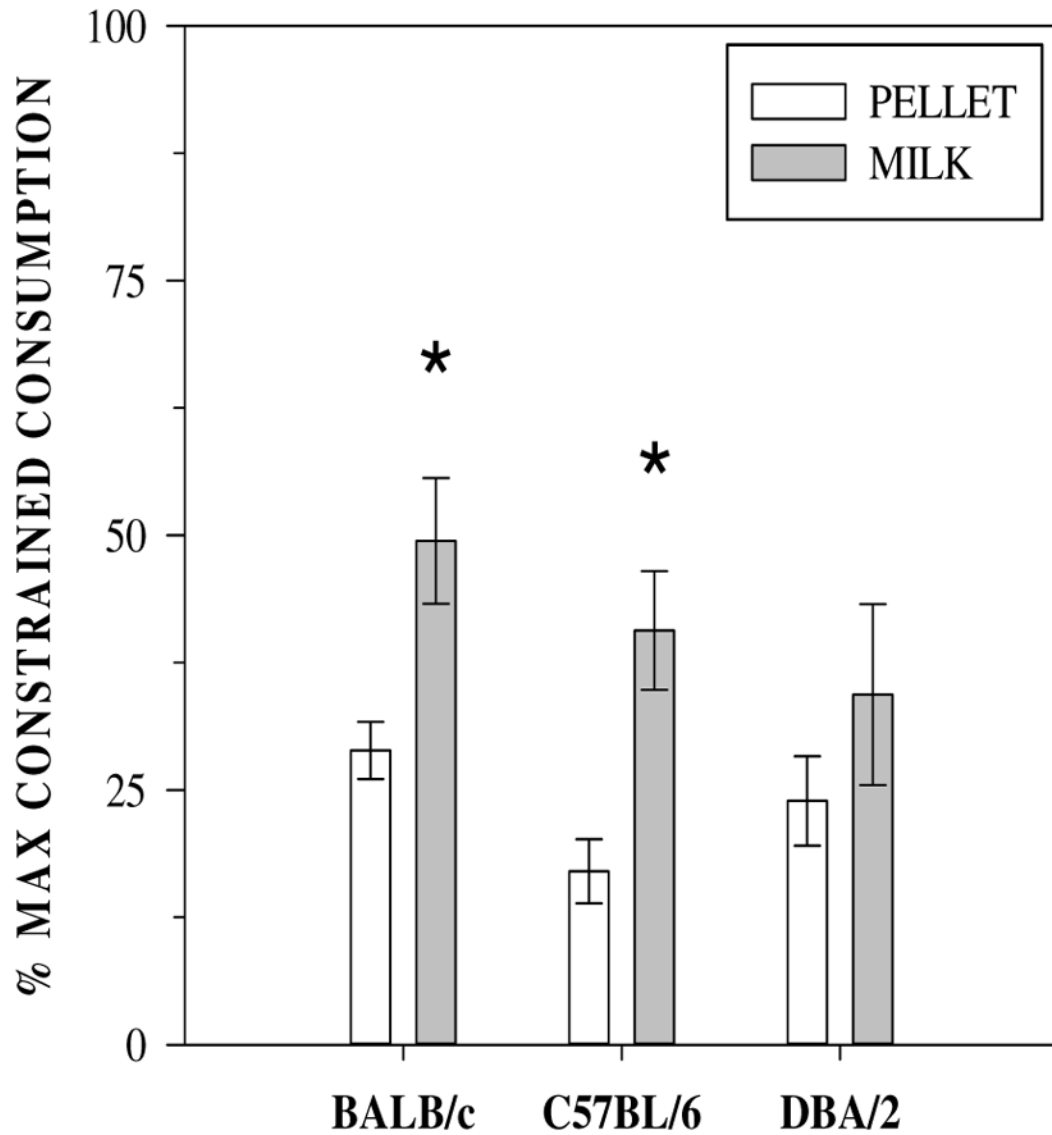 % MAX CONSTRAINED CONSUMPTION
100
75
50
25
0
PELLET
MILK
*
*
BALB/c
C57BL/6
DBA/2